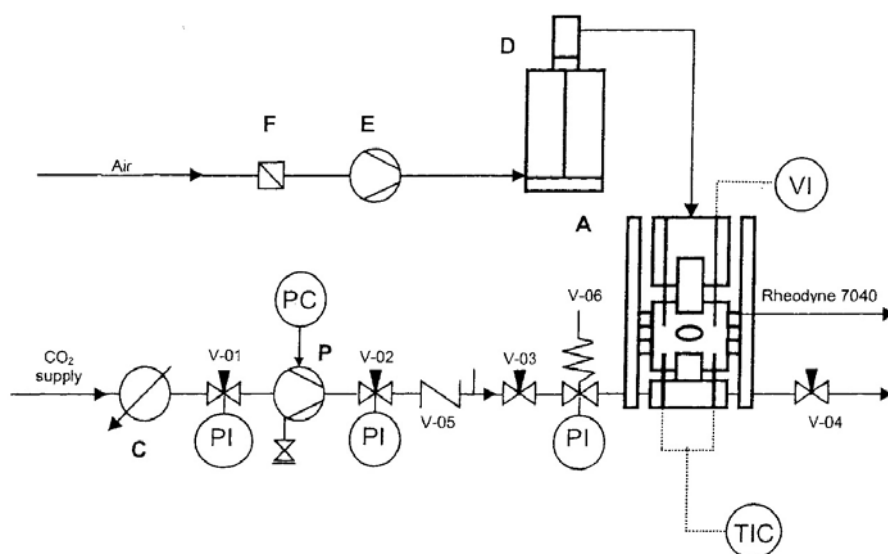 D
F
E
Air
VI
A
V-06
Rheodyne 7040
PC
P
CO₂
supply
V-01
V-02
V-03
C
PI
PI
V-05
PI
V-04
TIC